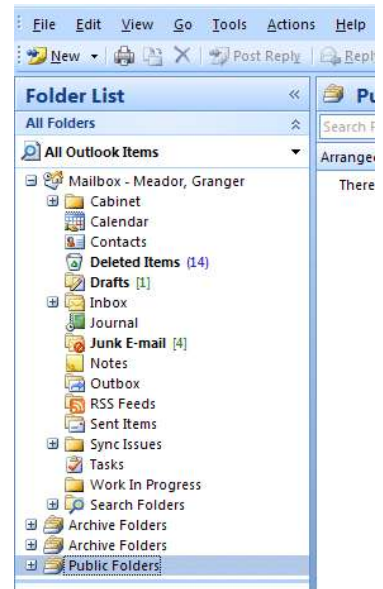 File Edit View Go Tools Actions Help
New Post Reply Reply
Folder List « Pu
All Folders
Search F
All Outlook Items Arranged
Mailbox - Meador, Granger There
Cabinet
Calendar
Contacts
Deleted Items (14)
Drafts [1]
Inbox
Journal
Junk E-mail [4]
Notes
Outbox
RSS Feeds
Sent Items
Sync Issues
Tasks
Work In Progress
Search Folders
Archive Folders
Archive Folders
Public Folders